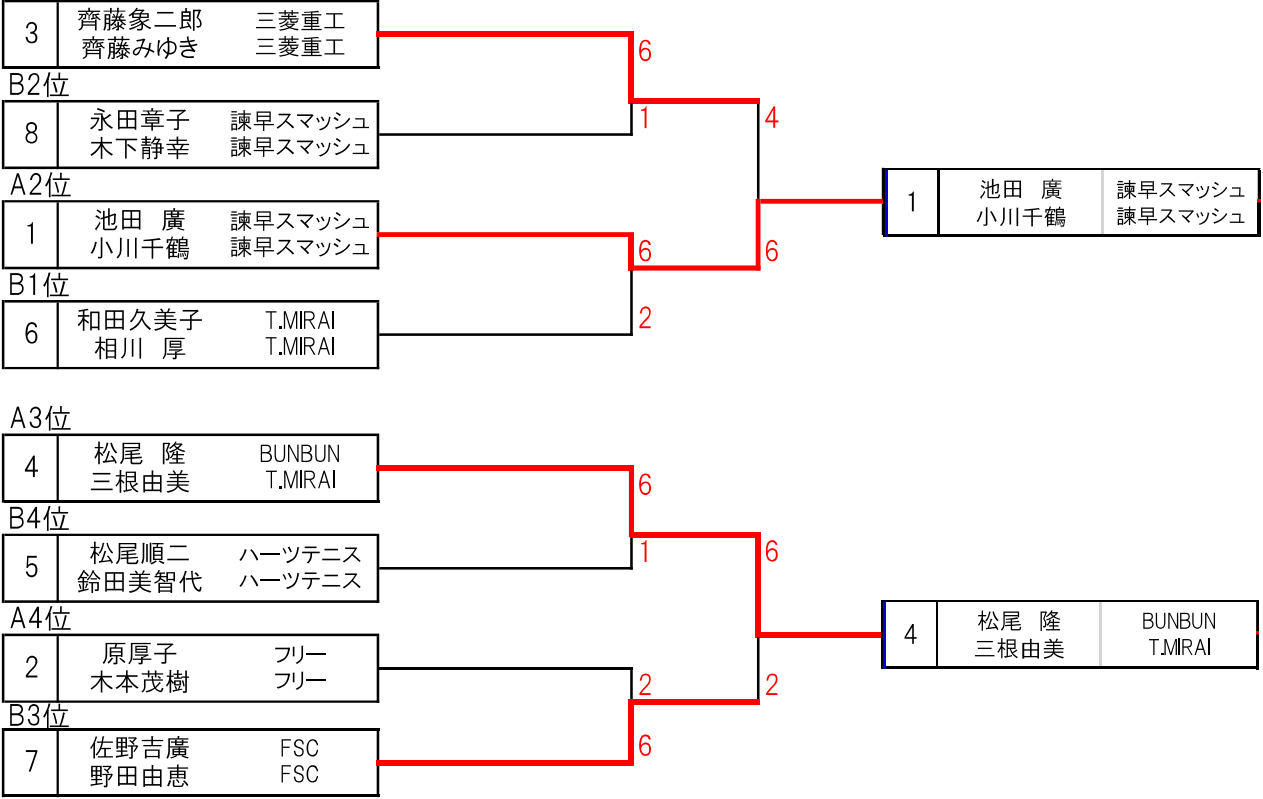 3 齊藤象二郎 三菱重工
齊藤みゆき 三菱重工
6
B2位
1
4
8 永田章子 諫早スマッシュ
木下静幸 諫早スマッシュ
A2位
1 池田 廣 諫早スマッシュ
小川千鶴 諫早スマッシュ
6
6
1 池田 廣 諫早スマッシュ
小川千鶴 諫早スマッシュ
B1位
2
6 和田久美子 T.MIRAI
相川 厚 T.MIRAI
A3位
4 松尾 隆 BUNBUN
三根由美 T.MIRAI
6
B4位
1
6
5 松尾順二 ハーツテニス
鈴田美智代 ハーツテニス
A4位
4 松尾 隆 BUNBUN
三根由美 T.MIRAI
2 原厚子 フリー
木本茂樹 フリー
2
2
B3位
6
7 佐野吉廣 FSC
野田由恵 FSC